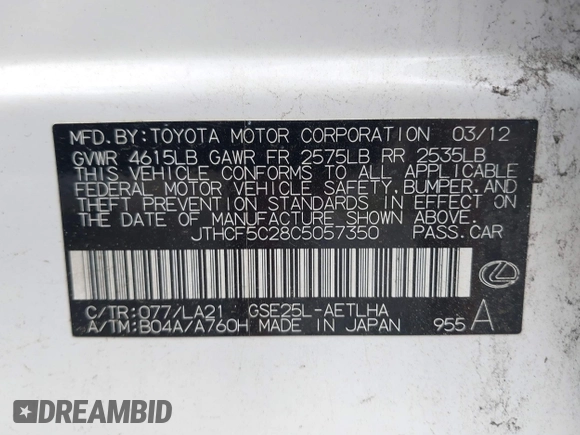 MFD.BY:TOYOTA MOTOR CORPORATION 03/12
GVWR 4615LB GAWR FR 2575LB RR 2535LB
THIS VEHICLE CONFORMS TO ALL APPLICABLE
FEDERAL MOTOR VEHICLE SAFETY, BUMPER, AND
THEFT PREVENTION STANDARDS IN EFFECT ON
THE DATE OF MANUFACTURE SHOWN ABOVE.
JTHCF5C28C5057350 PASS.CAR
C/TR:077/LA21 GSE25L-AETLHA
A/TM:B04A/A760H MADE IN JAPAN 955 A
DREAMBID